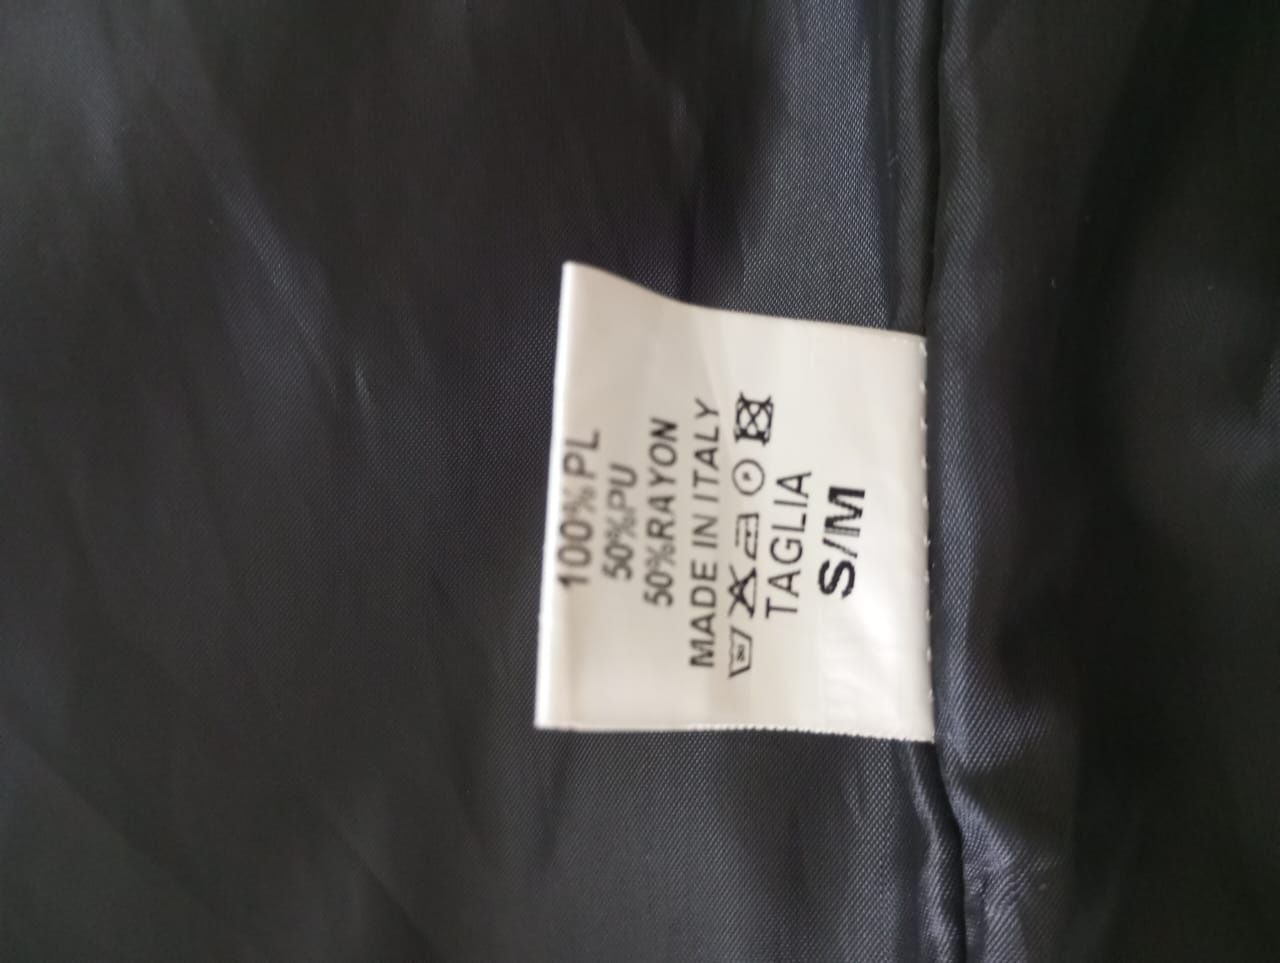 100%PL
50%PU
50%RAYON
MADE IN ITALY
TAGLIA
S/M